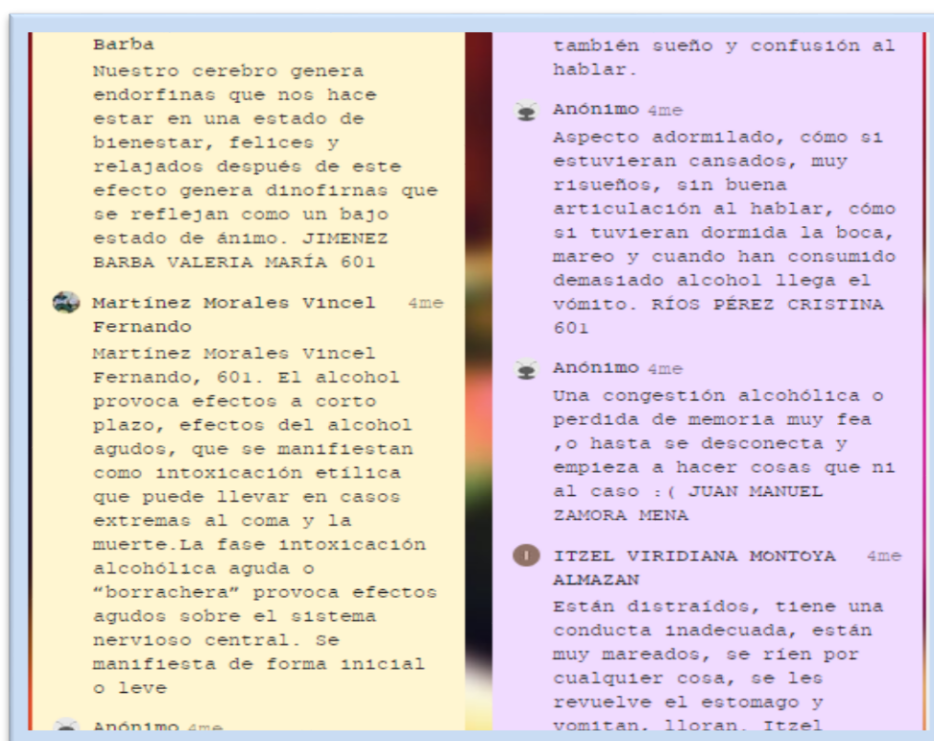 Barba
Nuestro cerebro genera
endorfinas que nos hace
estar en una estado de
bienestar, felices y
relajados después de este
efecto genera dinofirnas que
se reflejan como un bajo
estado de ánimo. JIMENEZ
BARBA VALERIA MARÍA 601
Martínez Morales Vincel 4me
Fernando
Martínez Morales Vincel
Fernando, 601. El alcohol
provoca efectos a corto
plazo, efectos del alcohol
agudos, que se manifiestan
como intoxicación etílica
que puede llevar en casos
extremas al coma y la
muerte.La fase intoxicación
alcohólica aguda o
“borrachera” provoca efectos
agudos sobre el sistema
nervioso central. Se
manifiesta de forma inicial
o leve
Anónimo 4me
también sueño y confusión al
hablar.
Anónimo 4me
Aspecto adormilado, cómo si
estuvieran cansados, muy
risueños, sin buena
articulación al hablar, cómo
si tuvieran dormida la boca,
mareo y cuando han consumido
demasiado alcohol llega el
vómito. RÍOS PÉREZ CRISTINA
601
Anónimo 4me
Una congestión alcohólica o
perdida de memoria muy fea
,o hasta se desconecta y
empieza a hacer cosas que ni
al caso :( JUAN MANUEL
ZAMORA MENA
I
ITZEL VIRIDIANA MONTOYA 4me
ALMAZAN
Están distraídos, tiene una
conducta inadecuada, están
muy mareados, se ríen por
cualquier cosa, se les
revuelve el estomago y
vomitan, lloran. Itzel